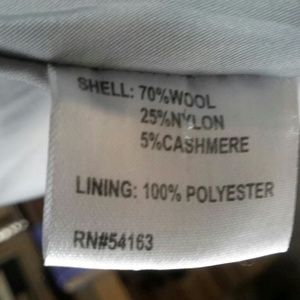 SHELL: 70%WOOL
25%NYLON
5%CASHMERE
LINING: 100% POLYESTER
RN#54163